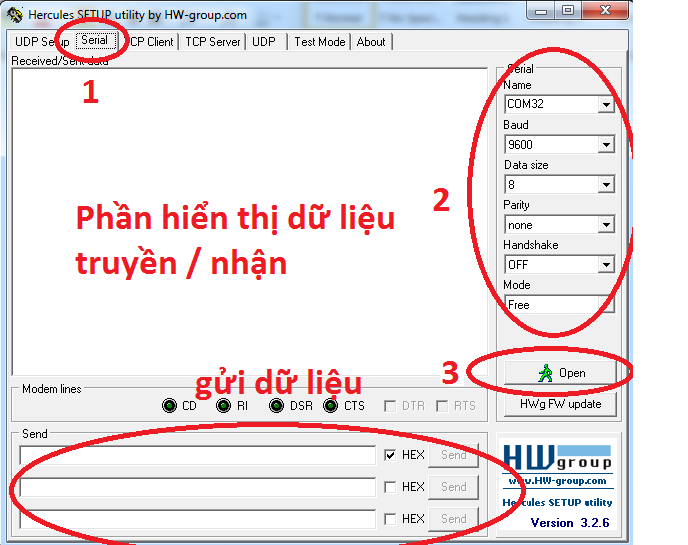 Hercules SETUP utility by HW-group.com
UDP Setup Serial TCP Client TCP Server UDP Test Mode About
Received/Sent data
1
Phần hiển thị dữ liệu
truyền / nhận
Serial
Name
COM32
Baud
9600
Data size
8
2
Parity
none
Handshake
OFF
Mode
Free
3
Open
HWg FW update
gửi dữ liệu
Modem lines
CD RI DSR CTS DTR RTS
Send
HEX Send
HEX Send
HEX Send
HW group
www.HW-group.com
Hercules SETUP utility
Version 3.2.6